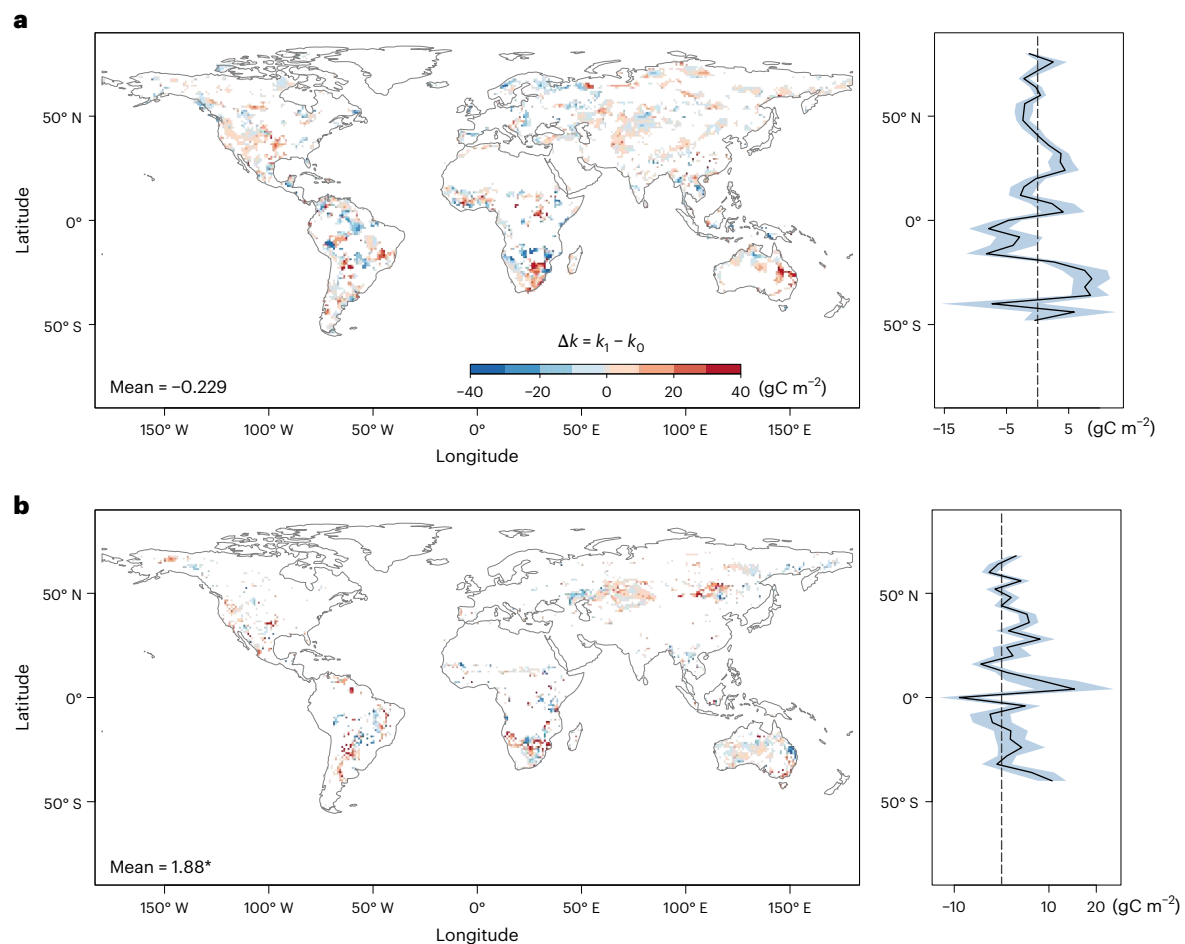 a
Latitude
50° N
0°
50° S
Δk = k₁ − k₀
−40 −20 0 20 40 (gC m⁻²)
Mean = −0.229
150° W 100° W 50° W 0° 50° E 100° E 150° E
Longitude
50° N
0°
50° S
−15 −5 5 (gC m⁻²)
b
Latitude
50° N
0°
50° S
Mean = 1.88*
150° W 100° W 50° W 0° 50° E 100° E 150° E
Longitude
50° N
0°
50° S
−10 10 20 (gC m⁻²)